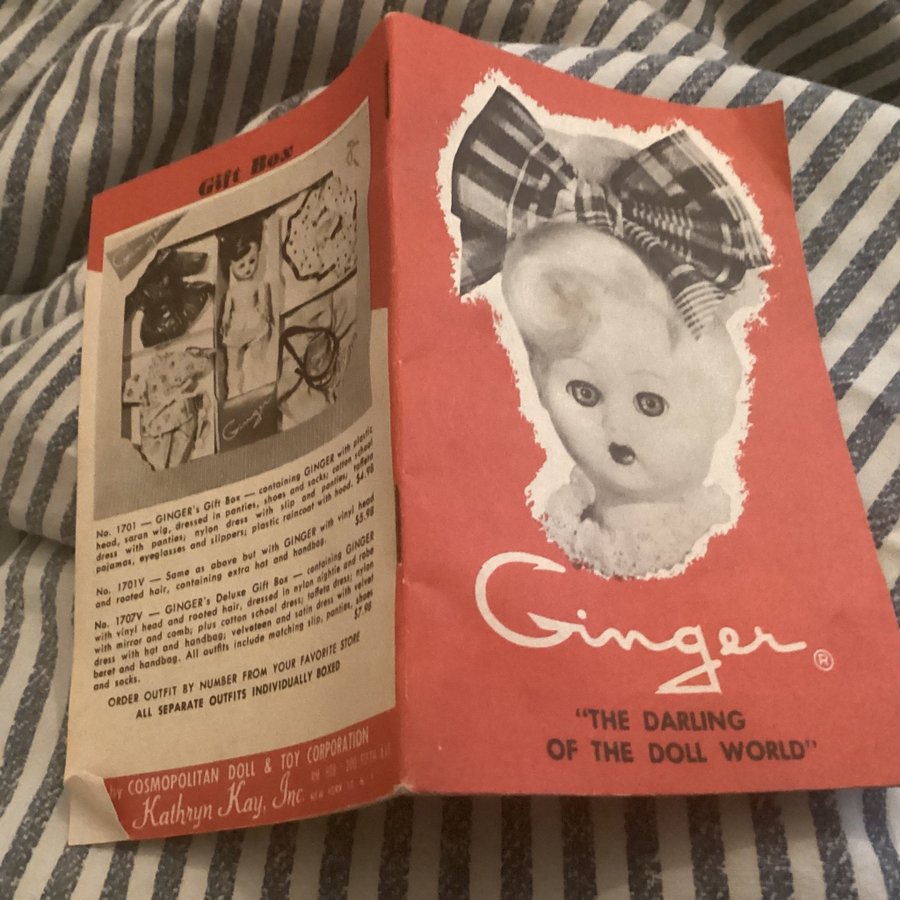 Gift Box
Ginger
No. 1701 — GINGER's Gift Box — containing GINGER with plastic
head, saran wig, dressed in panties, shoes and socks; cotton school
dress with panties; nylon dress with slip and panties; taffeta
pajamas, eyeglasses and slippers; plastic raincoat with hood. $4.98
No. 1701V — Same as above but with GINGER with vinyl head
and rooted hair, containing extra hat and handbag. $5.98
No. 1707V — GINGER's Deluxe Gift Box — containing GINGER
with vinyl head and rooted hair, dressed in nylon nightie and robe
with mirror and comb; plus cotton school dress; taffeta dress; nylon
dress with hat and handbag; velveteen and satin dress with velvet
beret and handbag. All outfits include matching slip, panties, shoes
and socks. $7.98
ORDER OUTFIT BY NUMBER FROM YOUR FAVORITE STORE
ALL SEPARATE OUTFITS INDIVIDUALLY BOXED
by COSMOPOLITAN DOLL & TOY CORPORATION
Kathryn Kay, Inc.
NEW YORK
Ginger ®
"THE DARLING
OF THE DOLL WORLD"